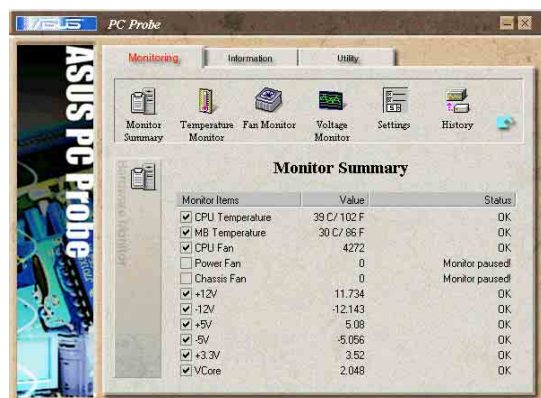 ASUS PC Probe
Monitoring Information Utility
ASUS PC Probe
Monitor Summary Temperature Monitor Fan Monitor Voltage Monitor Settings History
Hardware Monitor
Monitor Summary
Monitor Items Value Status
CPU Temperature 39 C/ 102 F OK
MB Temperature 30 C/ 86 F OK
CPU Fan 4272 OK
Power Fan 0 Monitor paused!
Chassis Fan 0 Monitor paused!
+12V 11.734 OK
-12V -12.143 OK
+5V 5.08 OK
-5V -5.056 OK
+3.3V 3.52 OK
VCore 2.048 OK